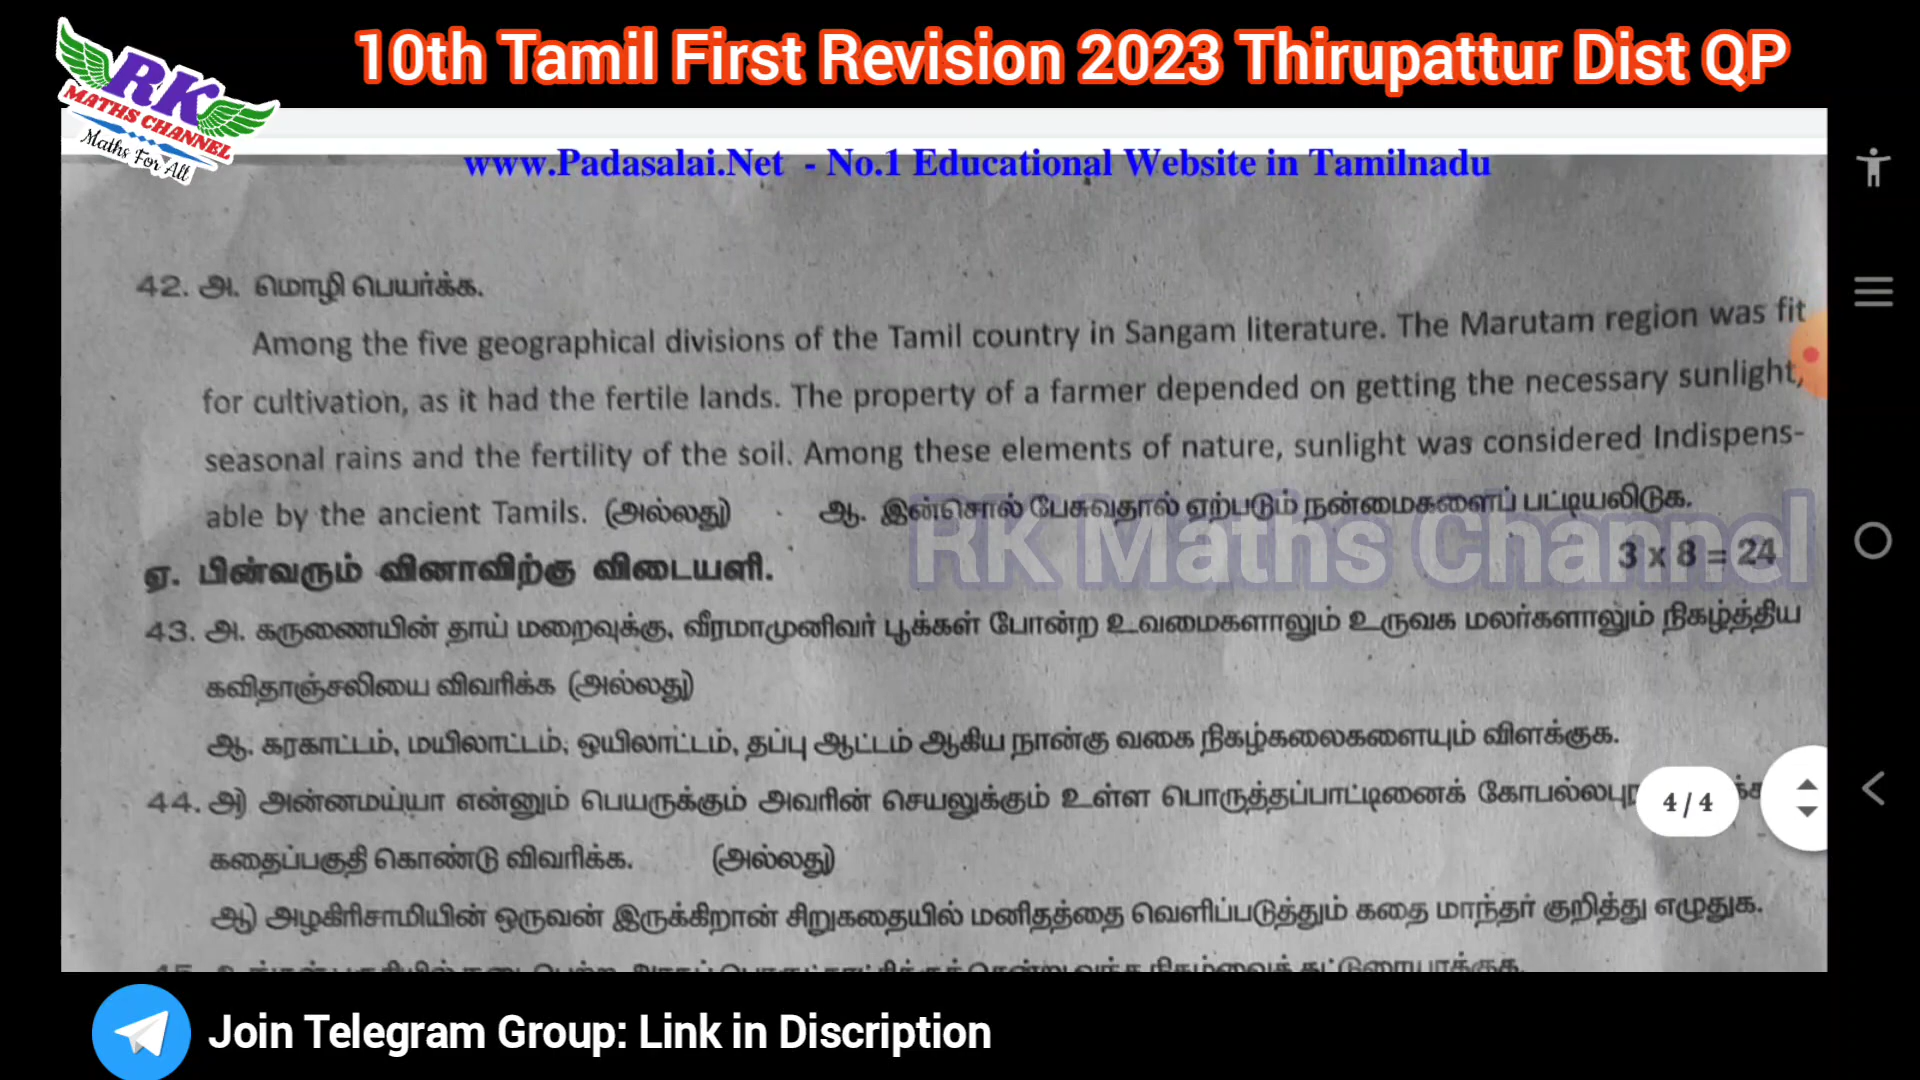 10th Tamil First Revision 2023 Thirupattur Dist QP
RK
MATHS CHANNEL
Maths For All
www.Padasalai.Net - No.1 Educational Website in Tamilnadu
42. அ. மொழி பெயர்க்க.
Among the five geographical divisions of the Tamil country in Sangam literature. The Marutam region was fit
for cultivation, as it had the fertile lands. The property of a farmer depended on getting the necessary sunlight,
seasonal rains and the fertility of the soil. Among these elements of nature, sunlight was considered Indispens-
able by the ancient Tamils. (அல்லது) ஆ. இன்சொல் பேசுவதால் ஏற்படும் நன்மைகளைப் பட்டியலிடுக.
RK Maths Channel
ஏ. பின்வரும் வினாவிற்கு விடையளி. 3 x 8 = 24
43. அ. கருணையின் தாய் மறைவுக்கு, வீரமாமுனிவர் பூக்கள் போன்ற உவமைகளாலும் உருவக மலர்களாலும் நிகழ்த்திய
கவிதாஞ்சலியை விவரிக்க (அல்லது)
ஆ. கரகாட்டம், மயிலாட்டம், ஒயிலாட்டம், தப்பு ஆட்டம் ஆகிய நான்கு வகை நிகழ்கலைகளையும் விளக்குக.
44. அ) அன்னமய்யா என்னும் பெயருக்கும் அவரின் செயலுக்கும் உள்ள பொருத்தப்பாட்டினைக்
4 / 4
கதைப்பகுதி கொண்டு விவரிக்க. (அல்லது)
ஆ) அழகிரிசாமியின் ஒருவன் இருக்கிறான் சிறுகதையில் மனிதத்தை வெளிப்படுத்தும் கதை மாந்தர் குறித்து எழுதுக.
Join Telegram Group: Link in Discription